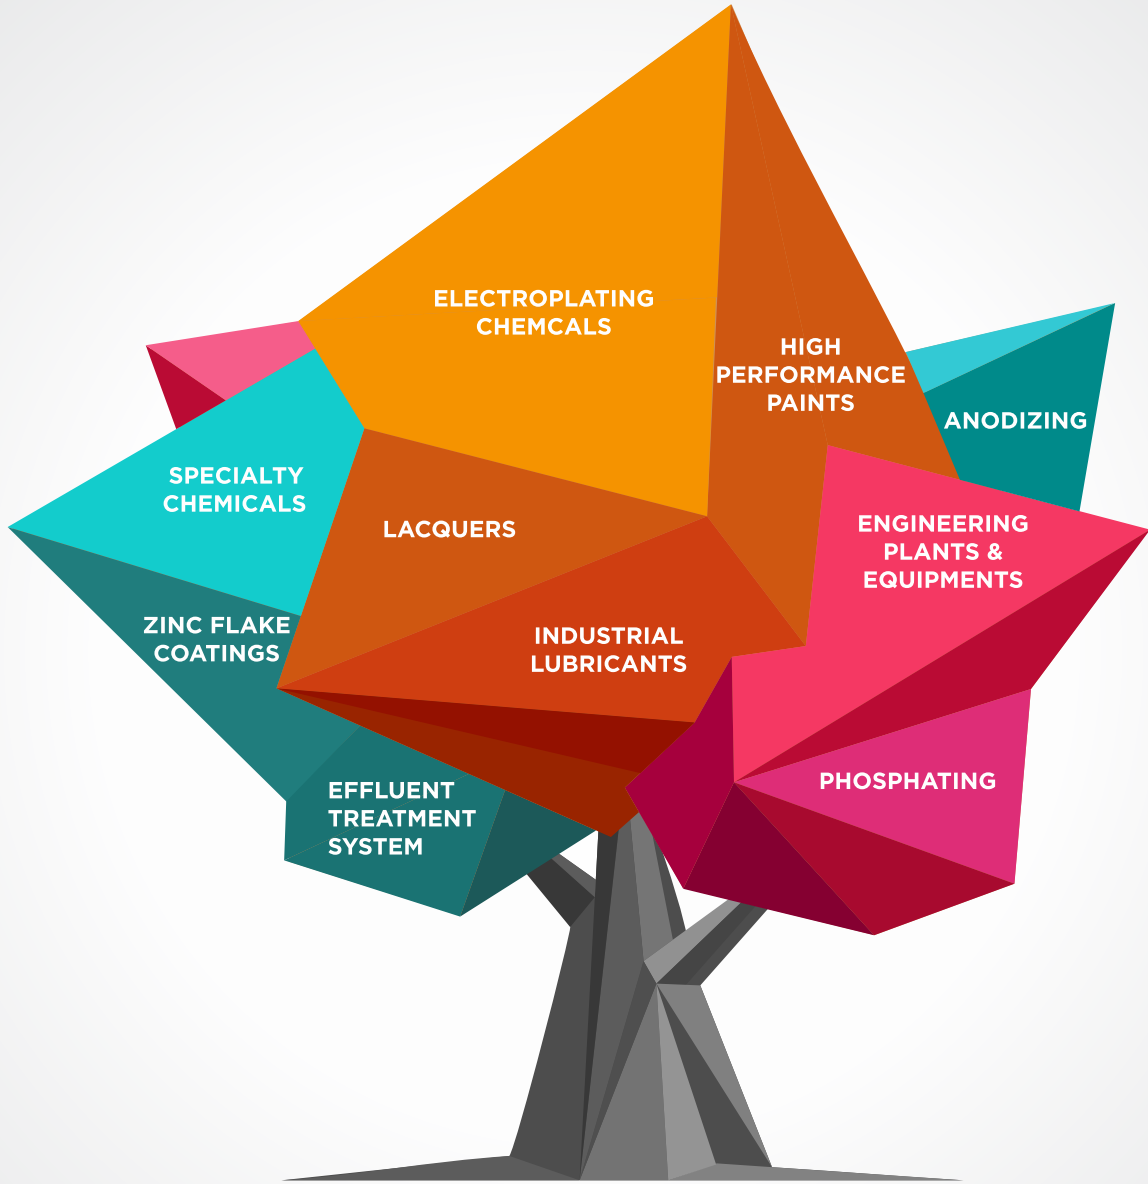 ELECTROPLATING
CHEMCALS
HIGH
PERFORMANCE
PAINTS
ANODIZING
SPECIALTY
CHEMICALS
LACQUERS
ENGINEERING
PLANTS &
EQUIPMENTS
ZINC FLAKE
COATINGS
INDUSTRIAL
LUBRICANTS
EFFLUENT
TREATMENT
SYSTEM
PHOSPHATING